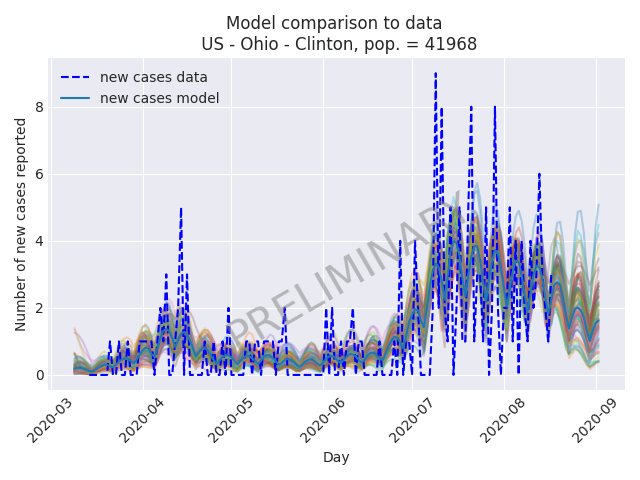 Model comparison to data
US - Ohio - Clinton, pop. = 41968
new cases data
new cases model
Number of new cases reported
8
6
4
2
0
PRELIMINARY
2020-03
2020-04
2020-05
2020-06
2020-07
2020-08
2020-09
Day